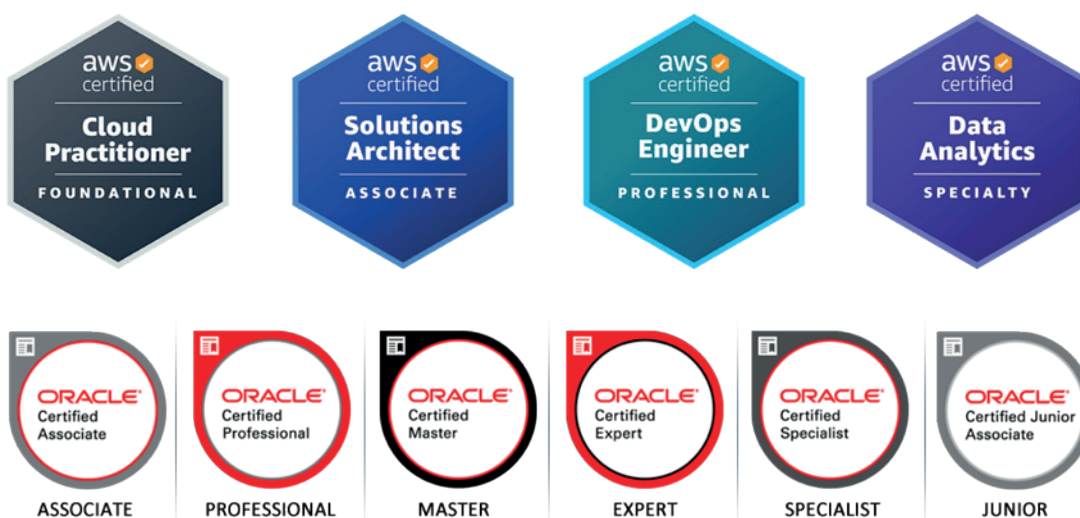 aws
certified
Cloud
Practitioner
FOUNDATIONAL
aws
certified
Solutions
Architect
ASSOCIATE
aws
certified
DevOps
Engineer
PROFESSIONAL
aws
certified
Data
Analytics
SPECIALTY
ORACLE®
Certified
Associate
ASSOCIATE
ORACLE®
Certified
Professional
PROFESSIONAL
ORACLE®
Certified
Master
MASTER
ORACLE®
Certified
Expert
EXPERT
ORACLE®
Certified
Specialist
SPECIALIST
ORACLE®
Certified Junior
Associate
JUNIOR